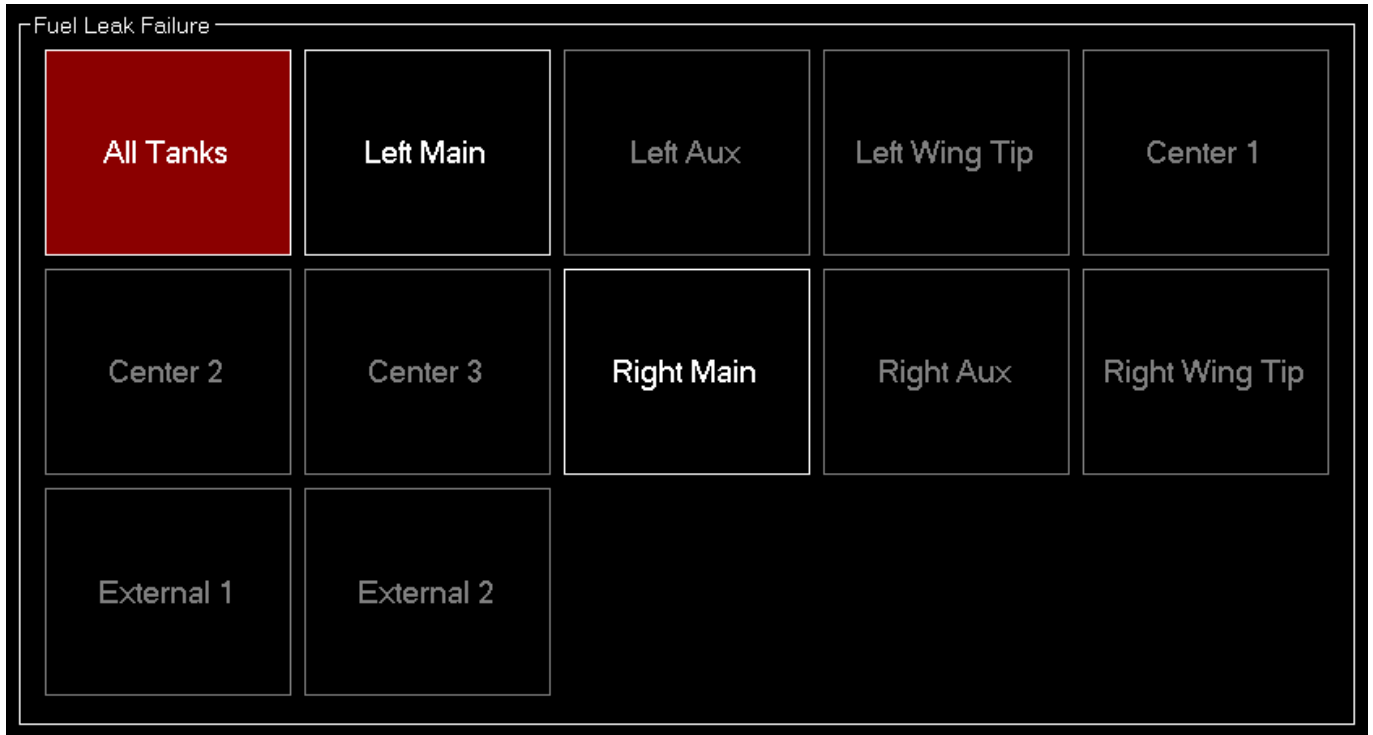 Fuel Leak Failure
All Tanks
Left Main
Left Aux
Left Wing Tip
Center 1
Center 2
Center 3
Right Main
Right Aux
Right Wing Tip
External 1
External 2